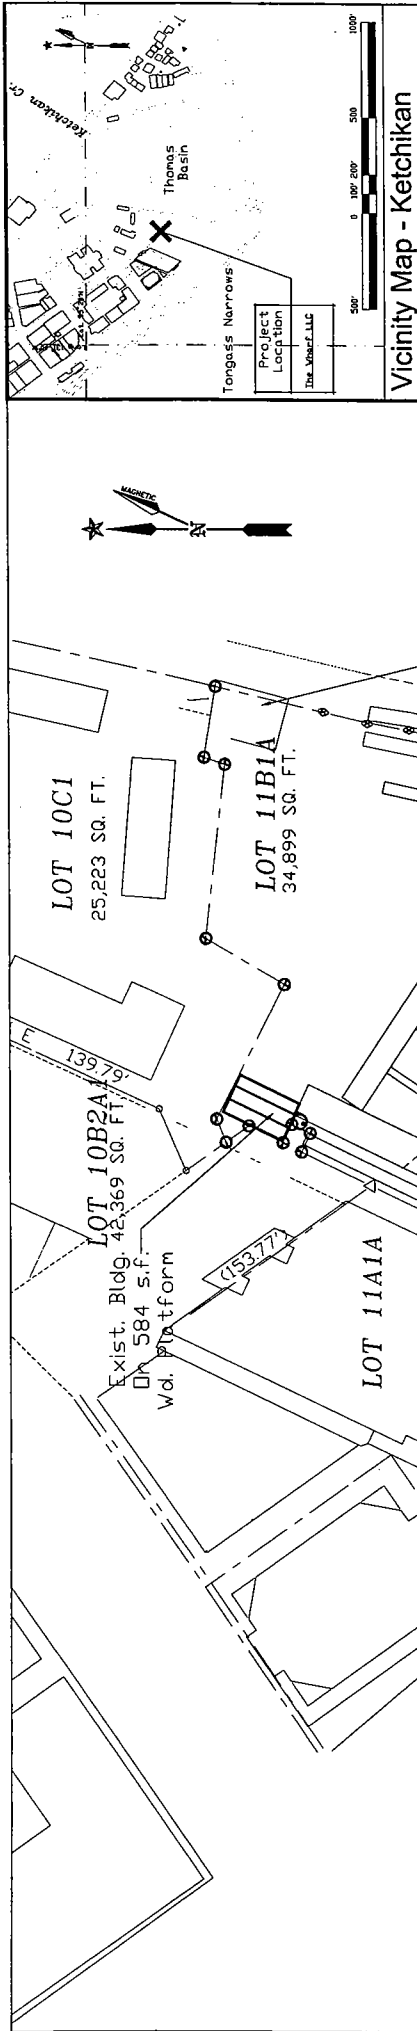 LOT 10B2A1
42,369 SQ. FT.
E
139.79'
Exist. Bldg.
On 584 s.f.
Wd. Platform
(153.77')
LOT 11A1A
LOT 10C1
25,223 SQ. FT.
LOT 11B1A
34,899 SQ. FT.
MAGNETIC
N
Ketchikan Cr.
N
Thomas
Basin
Tongass Narrows
Project
Location
The Wharf LLC
500' 0 100' 200' 500 1000'
Vicinity Map - Ketchikan